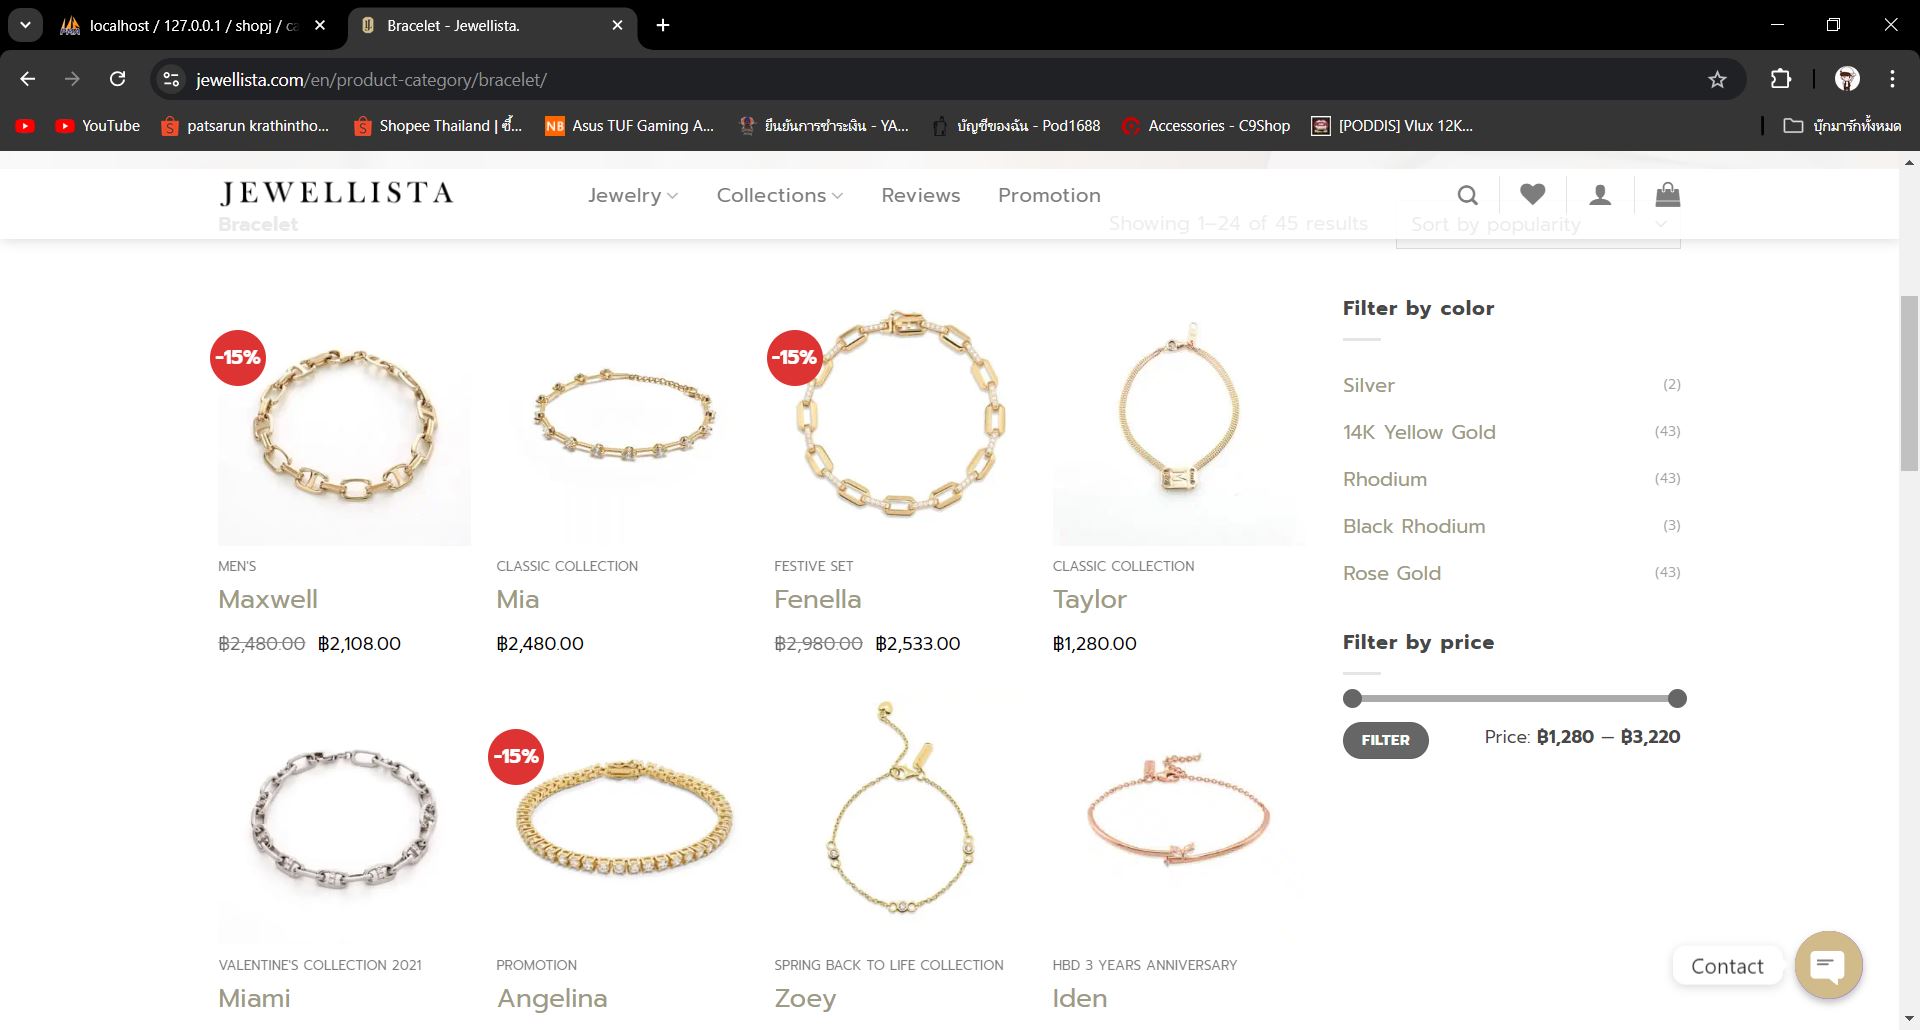 localhost / 127.0.0.1 / shopj / ca
Bracelet - Jewellista.
jewellista.com/en/product-category/bracelet/
YouTube
patsarun krathintho...
Shopee Thailand | ซื้...
NB
Asus TUF Gaming A...
ยืนยันการชำระเงิน - YA...
บัญชีของฉัน - Pod1688
Accessories - C9Shop
[PODDIS] Vlux 12K...
บุ๊กมาร์กทั้งหมด
JEWELLISTA
Jewelry
Collections
Reviews
Promotion
Bracelet
Showing 1–24 of 45 results
Sort by popularity
-15%
-15%
MEN'S
CLASSIC COLLECTION
FESTIVE SET
CLASSIC COLLECTION
Maxwell
Mia
Fenella
Taylor
฿2,480.00 ฿2,108.00
฿2,480.00
฿2,980.00 ฿2,533.00
฿1,280.00
-15%
VALENTINE'S COLLECTION 2021
PROMOTION
SPRING BACK TO LIFE COLLECTION
HBD 3 YEARS ANNIVERSARY
Miami
Angelina
Zoey
Iden
Filter by color
Silver (2)
14K Yellow Gold (43)
Rhodium (43)
Black Rhodium (3)
Rose Gold (43)
Filter by price
FILTER
Price: ฿1,280 — ฿3,220
Contact